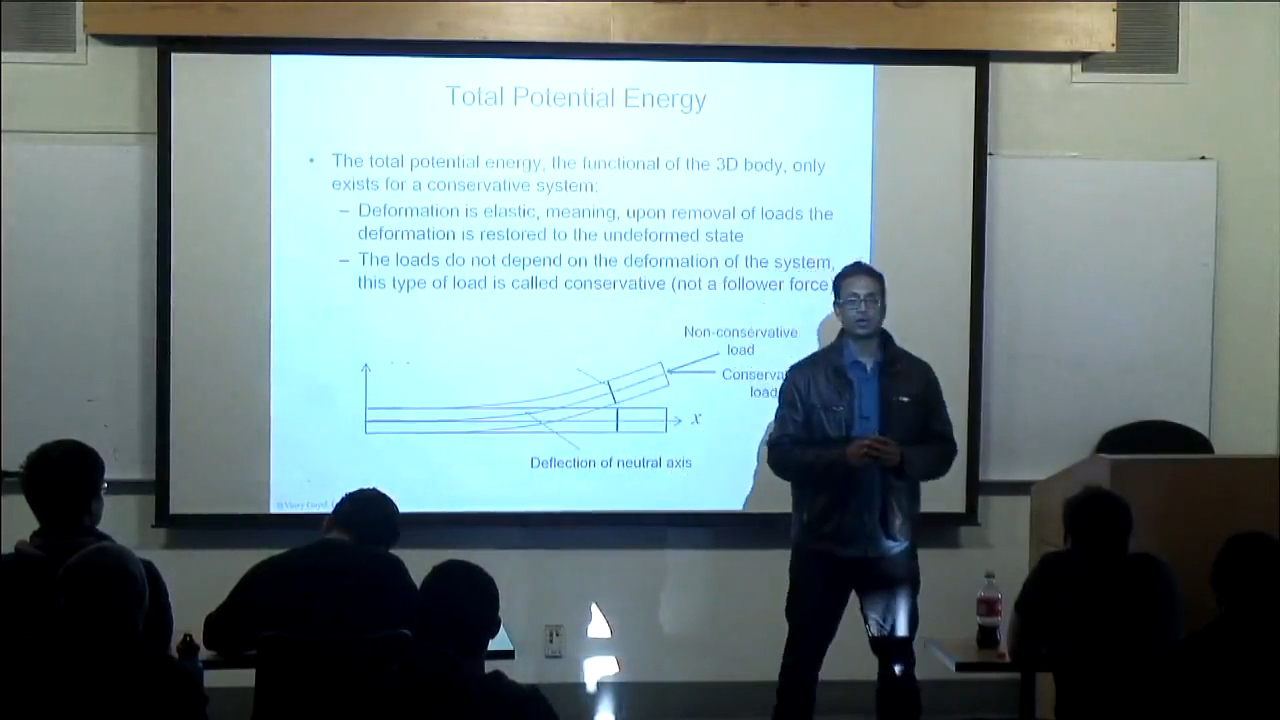 Total Potential Energy
• The total potential energy, the functional of the 3D body, only
exists for a conservative system:
– Deformation is elastic, meaning, upon removal of loads the
deformation is restored to the undeformed state
– The loads do not depend on the deformation of the system,
this type of load is called conservative (not a follower force
Non-conservative
load
load
x
Deflection of neutral axis